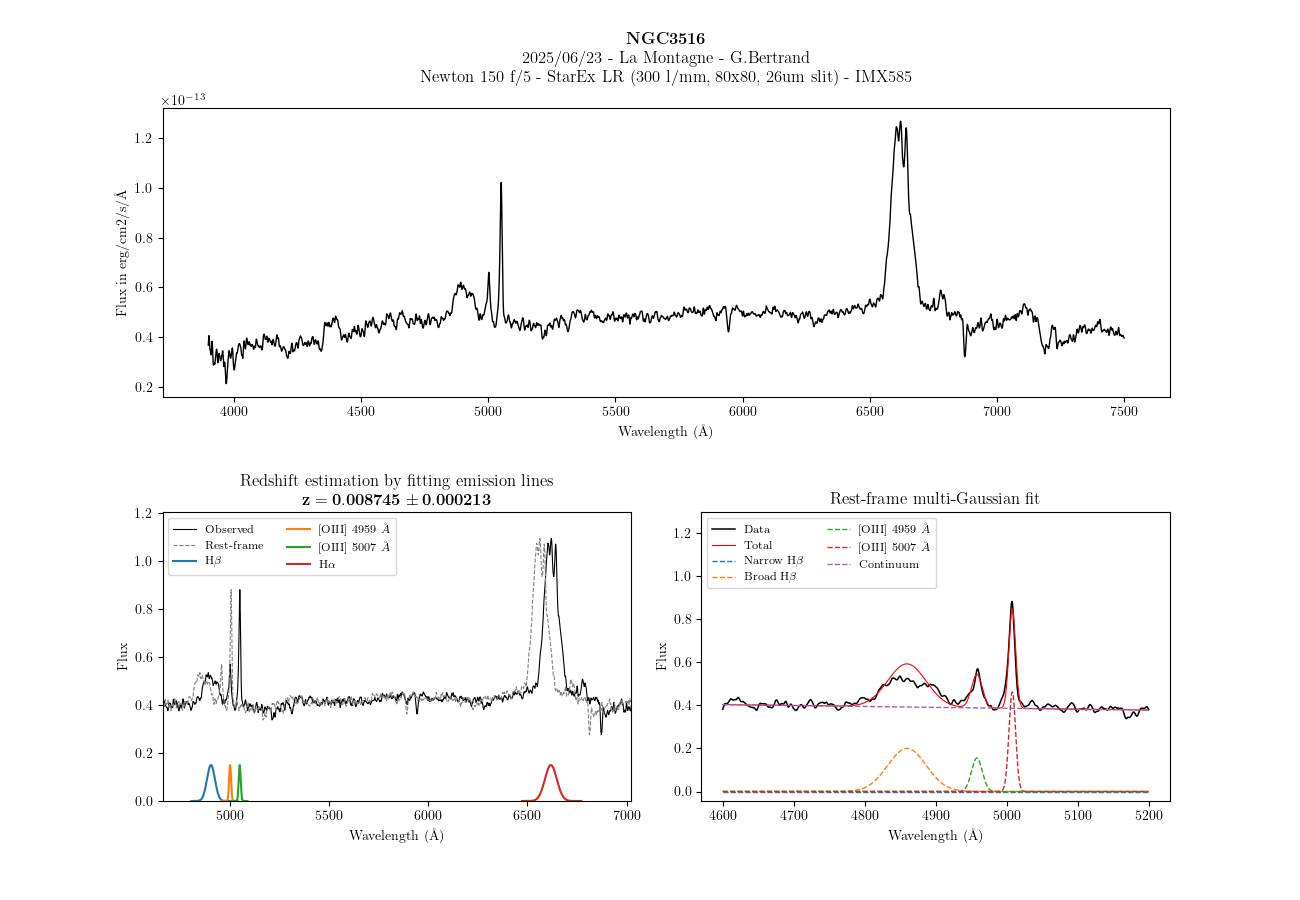 NGC3516
2025/06/23 - La Montagne - G.Bertrand
Newton 150 f/5 - StarEx LR (300 l/mm, 80x80, 26um slit) - IMX585
×10⁻¹³
Flux in erg/cm2/s/Å
1.2
1.0
0.8
0.6
0.4
0.2
4000 4500 5000 5500 6000 6500 7000 7500
Wavelength (Å)
Redshift estimation by fitting emission lines
z = 0.008745 ± 0.000213
Observed
Rest-frame
Hβ
[OIII] 4959 Å
[OIII] 5007 Å
Hα
Flux
1.2
1.0
0.8
0.6
0.4
0.2
0.0
5000 5500 6000 6500 7000
Wavelength (Å)
Rest-frame multi-Gaussian fit
Data
Total
Narrow Hβ
Broad Hβ
[OIII] 4959 Å
[OIII] 5007 Å
Continuum
Flux
1.2
1.0
0.8
0.6
0.4
0.2
0.0
4600 4700 4800 4900 5000 5100 5200
Wavelength (Å)